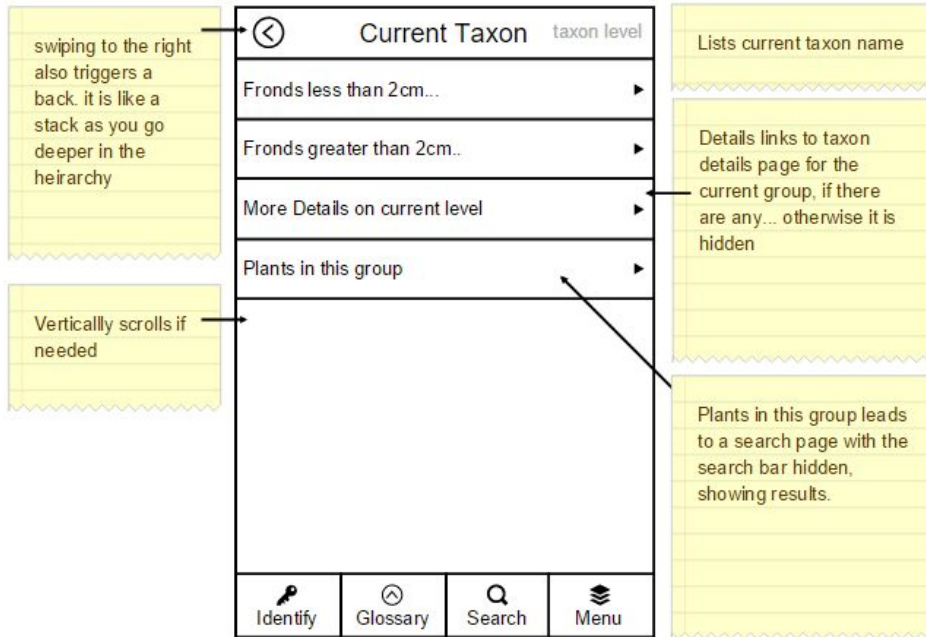 swiping to the right
also triggers a
back. it is like a
stack as you go
deeper in the
heirarchy
Verticallly scrolls if
needed
Current Taxon
taxon level
Fronds less than 2cm...
Fronds greater than 2cm..
More Details on current level
Plants in this group
Identify
Glossary
Search
Menu
Lists current taxon name
Details links to taxon
details page for the
current group, if there
are any... otherwise it is
hidden
Plants in this group leads
to a search page with the
search bar hidden,
showing results.